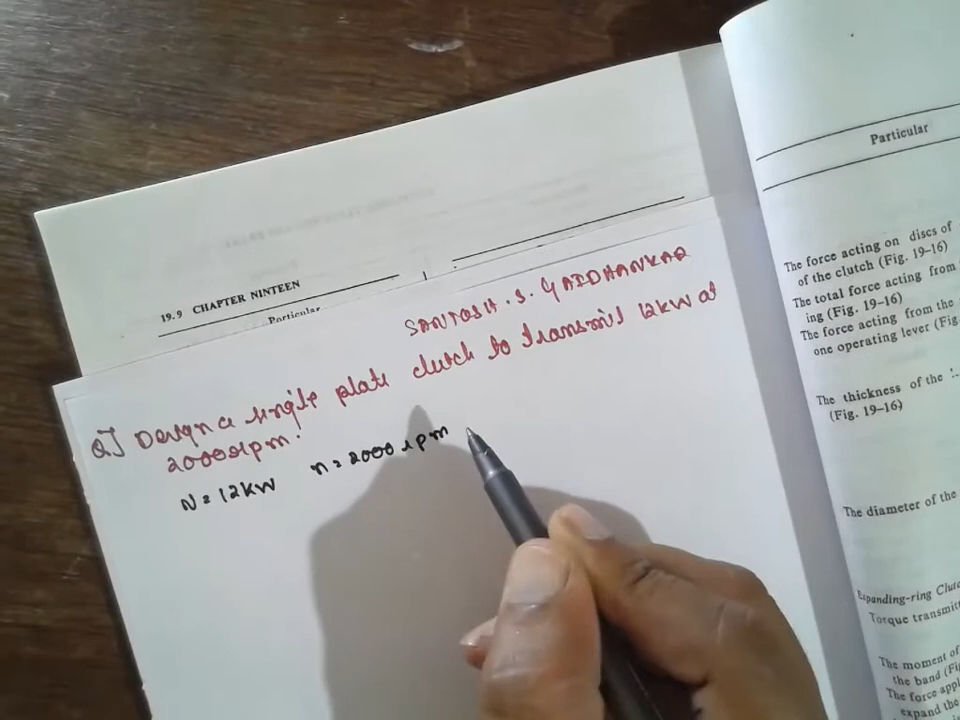 19.9 CHAPTER NINTEEN
Particular
SANTOSH.S.GAIDHANKAR
Q] Design a single plate clutch to transmit 12kW at
2000rpm.
N = 12kW n = 2000 rpm
Particular
The force acting on discs of
of the clutch (Fig. 19-16)
The total force acting from
ing (Fig. 19-16)
The force acting from the
one operating lever (Fig.
The thickness of the
(Fig. 19-16)
The diameter of the
Expanding-ring Clutc
Torque transmitt
The moment of
the band (Fi
The force appl
expand the